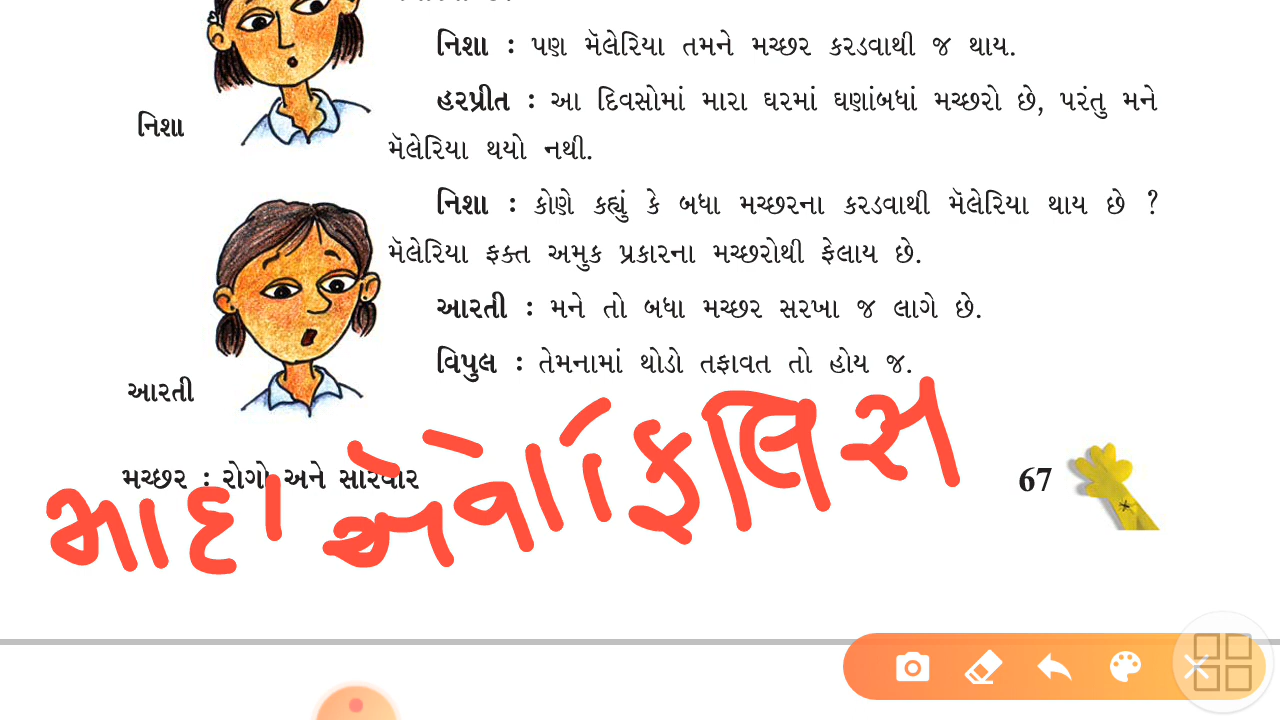 નિશા : પણ મૅલેરિયા તમને મચ્છર કરડવાથી જ થાય.
હરપ્રીત : આ દિવસોમાં મારા ઘરમાં ઘણાંબધાં મચ્છરો છે, પરંતુ મને
નિશા
મૅલેરિયા થયો નથી.
નિશા : કોણે કહ્યું કે બધા મચ્છરના કરડવાથી મૅલેરિયા થાય છે ?
મૅલેરિયા ફક્ત અમુક પ્રકારના મચ્છરોથી ફેલાય છે.
આરતી : મને તો બધા મચ્છર સરખા જ લાગે છે.
વિપુલ : તેમનામાં થોડો તફાવત તો હોય જ.
આરતી
મચ્છર : રોગો અને સારવાર
67
માદા